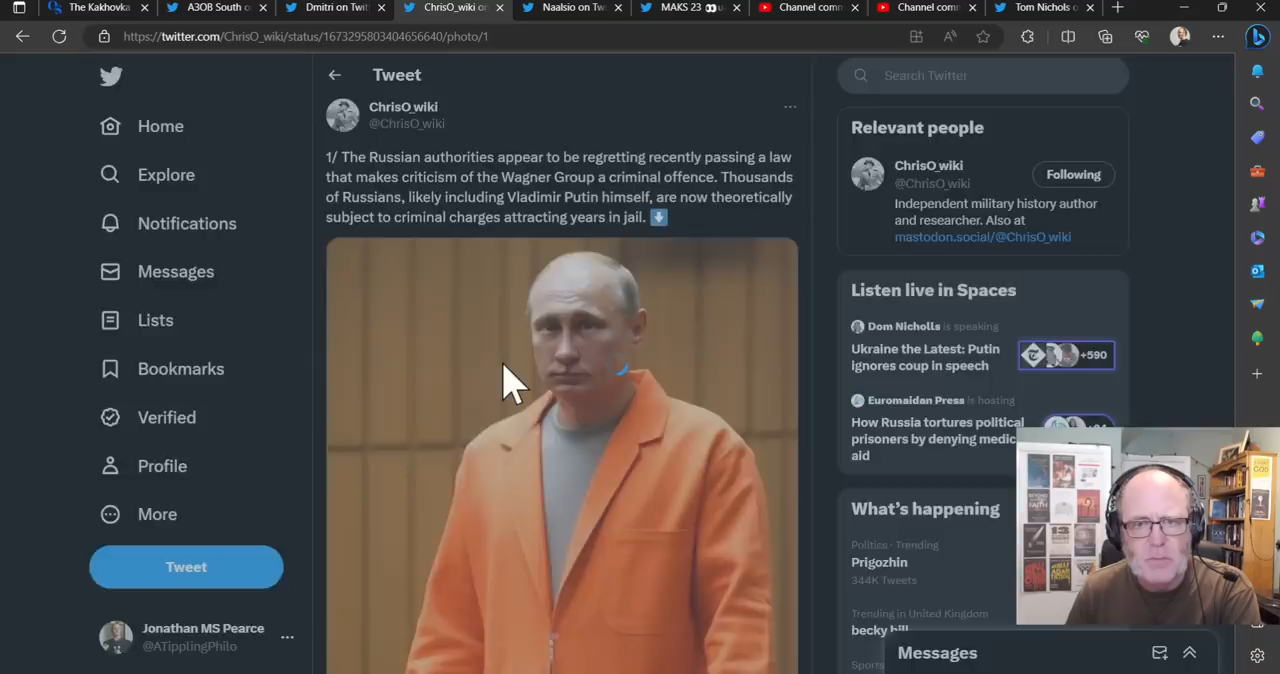 The Kakhovka
A3OB South o
Dmitri on Twit
ChrisO_wiki o
Naalsio on Tw
MAKS 23
Channel com
Channel com
Tom Nichols o
https://twitter.com/ChrisO_wiki/status/1673295803404656640/photo/1
Home
Explore
Notifications
Messages
Lists
Bookmarks
Verified
Profile
More
Tweet
Jonathan MS Pearce
@ATipplingPhilo
Tweet
ChrisO_wiki
@ChrisO_wiki
1/ The Russian authorities appear to be regretting recently passing a law
that makes criticism of the Wagner Group a criminal offence. Thousands
of Russians, likely including Vladimir Putin himself, are now theoretically
subject to criminal charges attracting years in jail.
Search Twitter
Relevant people
ChrisO_wiki
@ChrisO_wiki
Following
Independent military history author
and researcher. Also at
mastodon.social/@ChrisO_wiki
Listen live in Spaces
Dom Nicholls is speaking
Ukraine the Latest: Putin
ignores coup in speech
+590
Euromaidan Press is hosting
How Russia tortures political
prisoners by denying medic
aid
What's happening
Politics · Trending
Prigozhin
344K Tweets
Trending in United Kingdom
becky hill
Sports
Messages